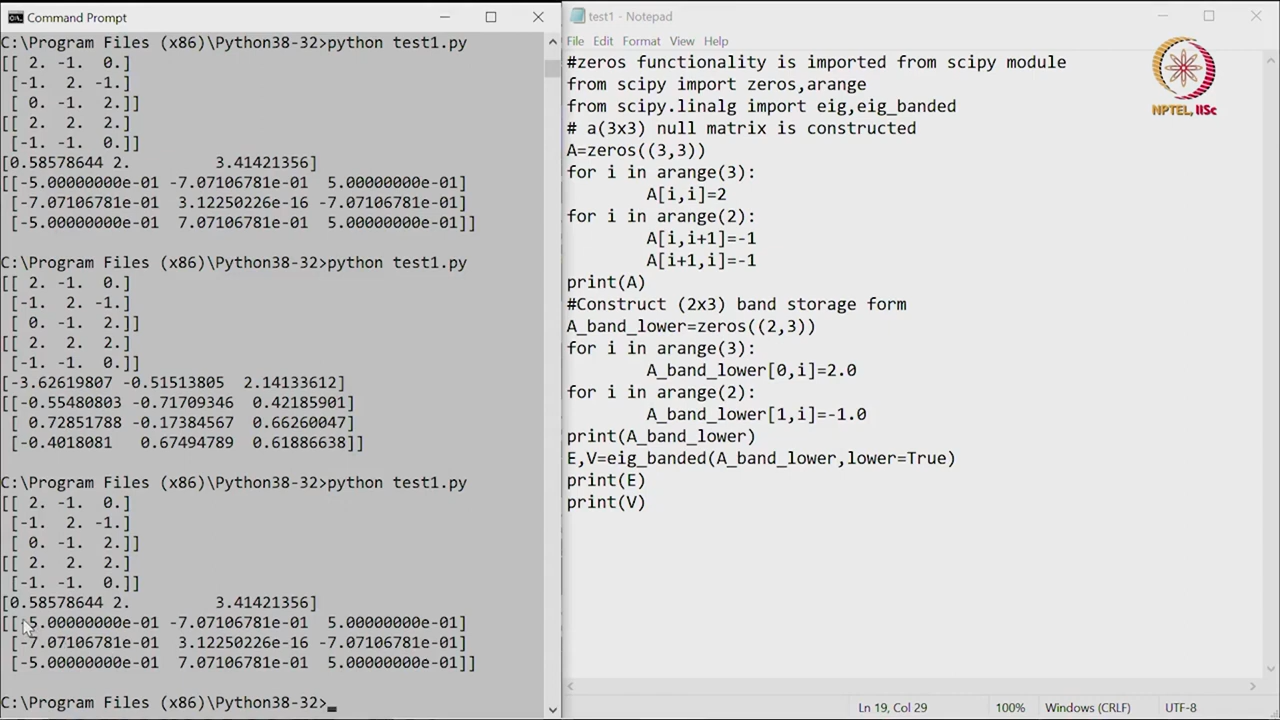 Command Prompt
C:\Program Files (x86)\Python38-32>python test1.py
[[ 2. -1.  0.]
 [-1.  2. -1.]
 [ 0. -1.  2.]]
[[ 2.  2.  2.]
 [-1. -1.  0.]]
[0.58578644 2.         3.41421356]
[[-5.00000000e-01 -7.07106781e-01  5.00000000e-01]
 [-7.07106781e-01  3.12250226e-16 -7.07106781e-01]
 [-5.00000000e-01  7.07106781e-01  5.00000000e-01]]
C:\Program Files (x86)\Python38-32>python test1.py
[[ 2. -1.  0.]
 [-1.  2. -1.]
 [ 0. -1.  2.]]
[[ 2.  2.  2.]
 [-1. -1.  0.]]
[-3.62619807 -0.51513805  2.14133612]
[[-0.55480803 -0.71709346  0.42185901]
 [ 0.72851788 -0.17384567  0.66260047]
 [-0.4018081   0.67494789  0.61886638]]
C:\Program Files (x86)\Python38-32>python test1.py
[[ 2. -1.  0.]
 [-1.  2. -1.]
 [ 0. -1.  2.]]
[[ 2.  2.  2.]
 [-1. -1.  0.]]
[0.58578644 2.         3.41421356]
[[-5.00000000e-01 -7.07106781e-01  5.00000000e-01]
 [-7.07106781e-01  3.12250226e-16 -7.07106781e-01]
 [-5.00000000e-01  7.07106781e-01  5.00000000e-01]]
C:\Program Files (x86)\Python38-32>
test1 - Notepad
File Edit Format View Help
#zeros functionality is imported from scipy module
from scipy import zeros,arange
from scipy.linalg import eig,eig_banded
# a(3x3) null matrix is constructed
A=zeros((3,3))
for i in arange(3):
        A[i,i]=2
for i in arange(2):
        A[i,i+1]=-1
        A[i+1,i]=-1
print(A)
#Construct (2x3) band storage form
A_band_lower=zeros((2,3))
for i in arange(3):
        A_band_lower[0,i]=2.0
for i in arange(2):
        A_band_lower[1,i]=-1.0
print(A_band_lower)
E,V=eig_banded(A_band_lower,lower=True)
print(E)
print(V)
NPTEL, IISc
Ln 19, Col 29
100%
Windows (CRLF)
UTF-8